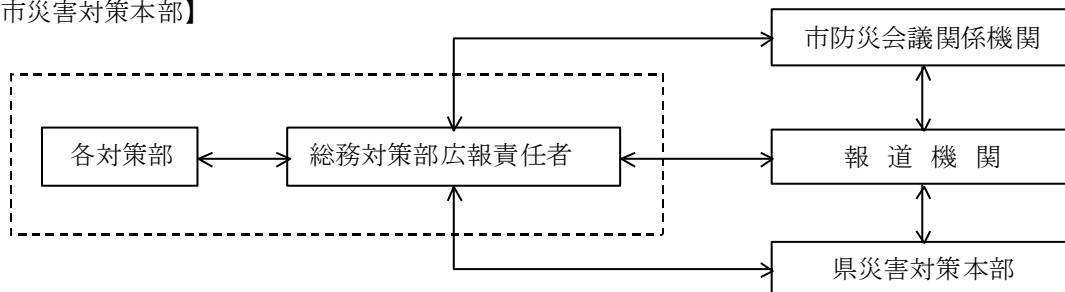 市災害対策本部】
市防災会議関係機関
各対策部
総務対策部広報責任者
報道機関
県災害対策本部